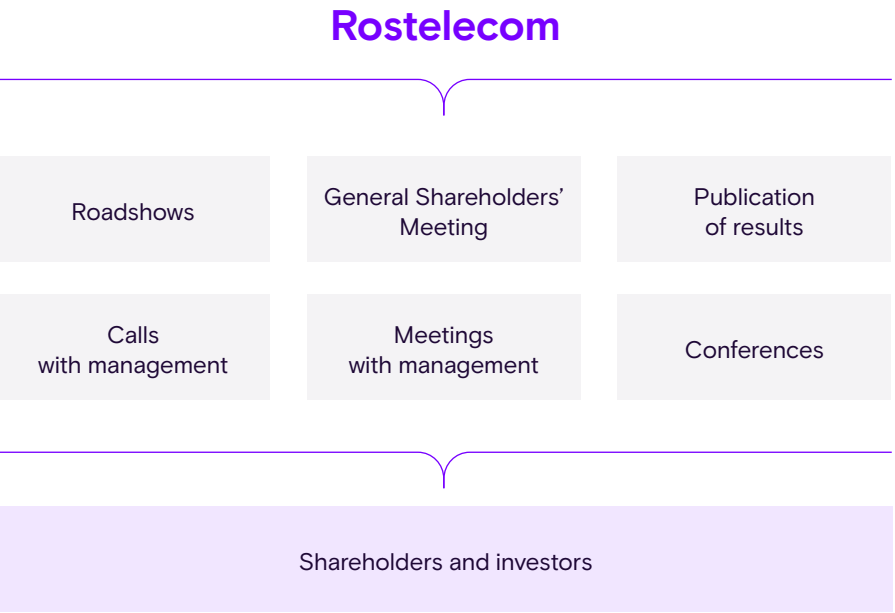 Rostelecom
Roadshows
General Shareholders’
Meeting
Publication
of results
Calls
with management
Meetings
with management
Conferences
Shareholders and investors